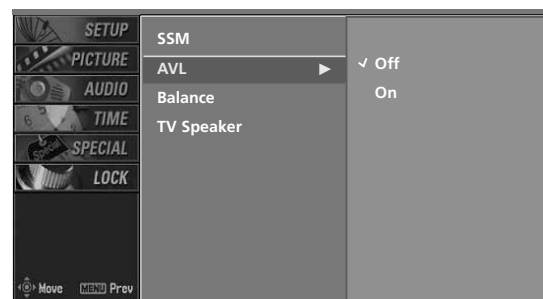 SETUP
PICTURE
AUDIO
TIME
SPECIAL
LOCK
Move MENU Prev
SSM
AVL
Balance
TV Speaker
Off
On